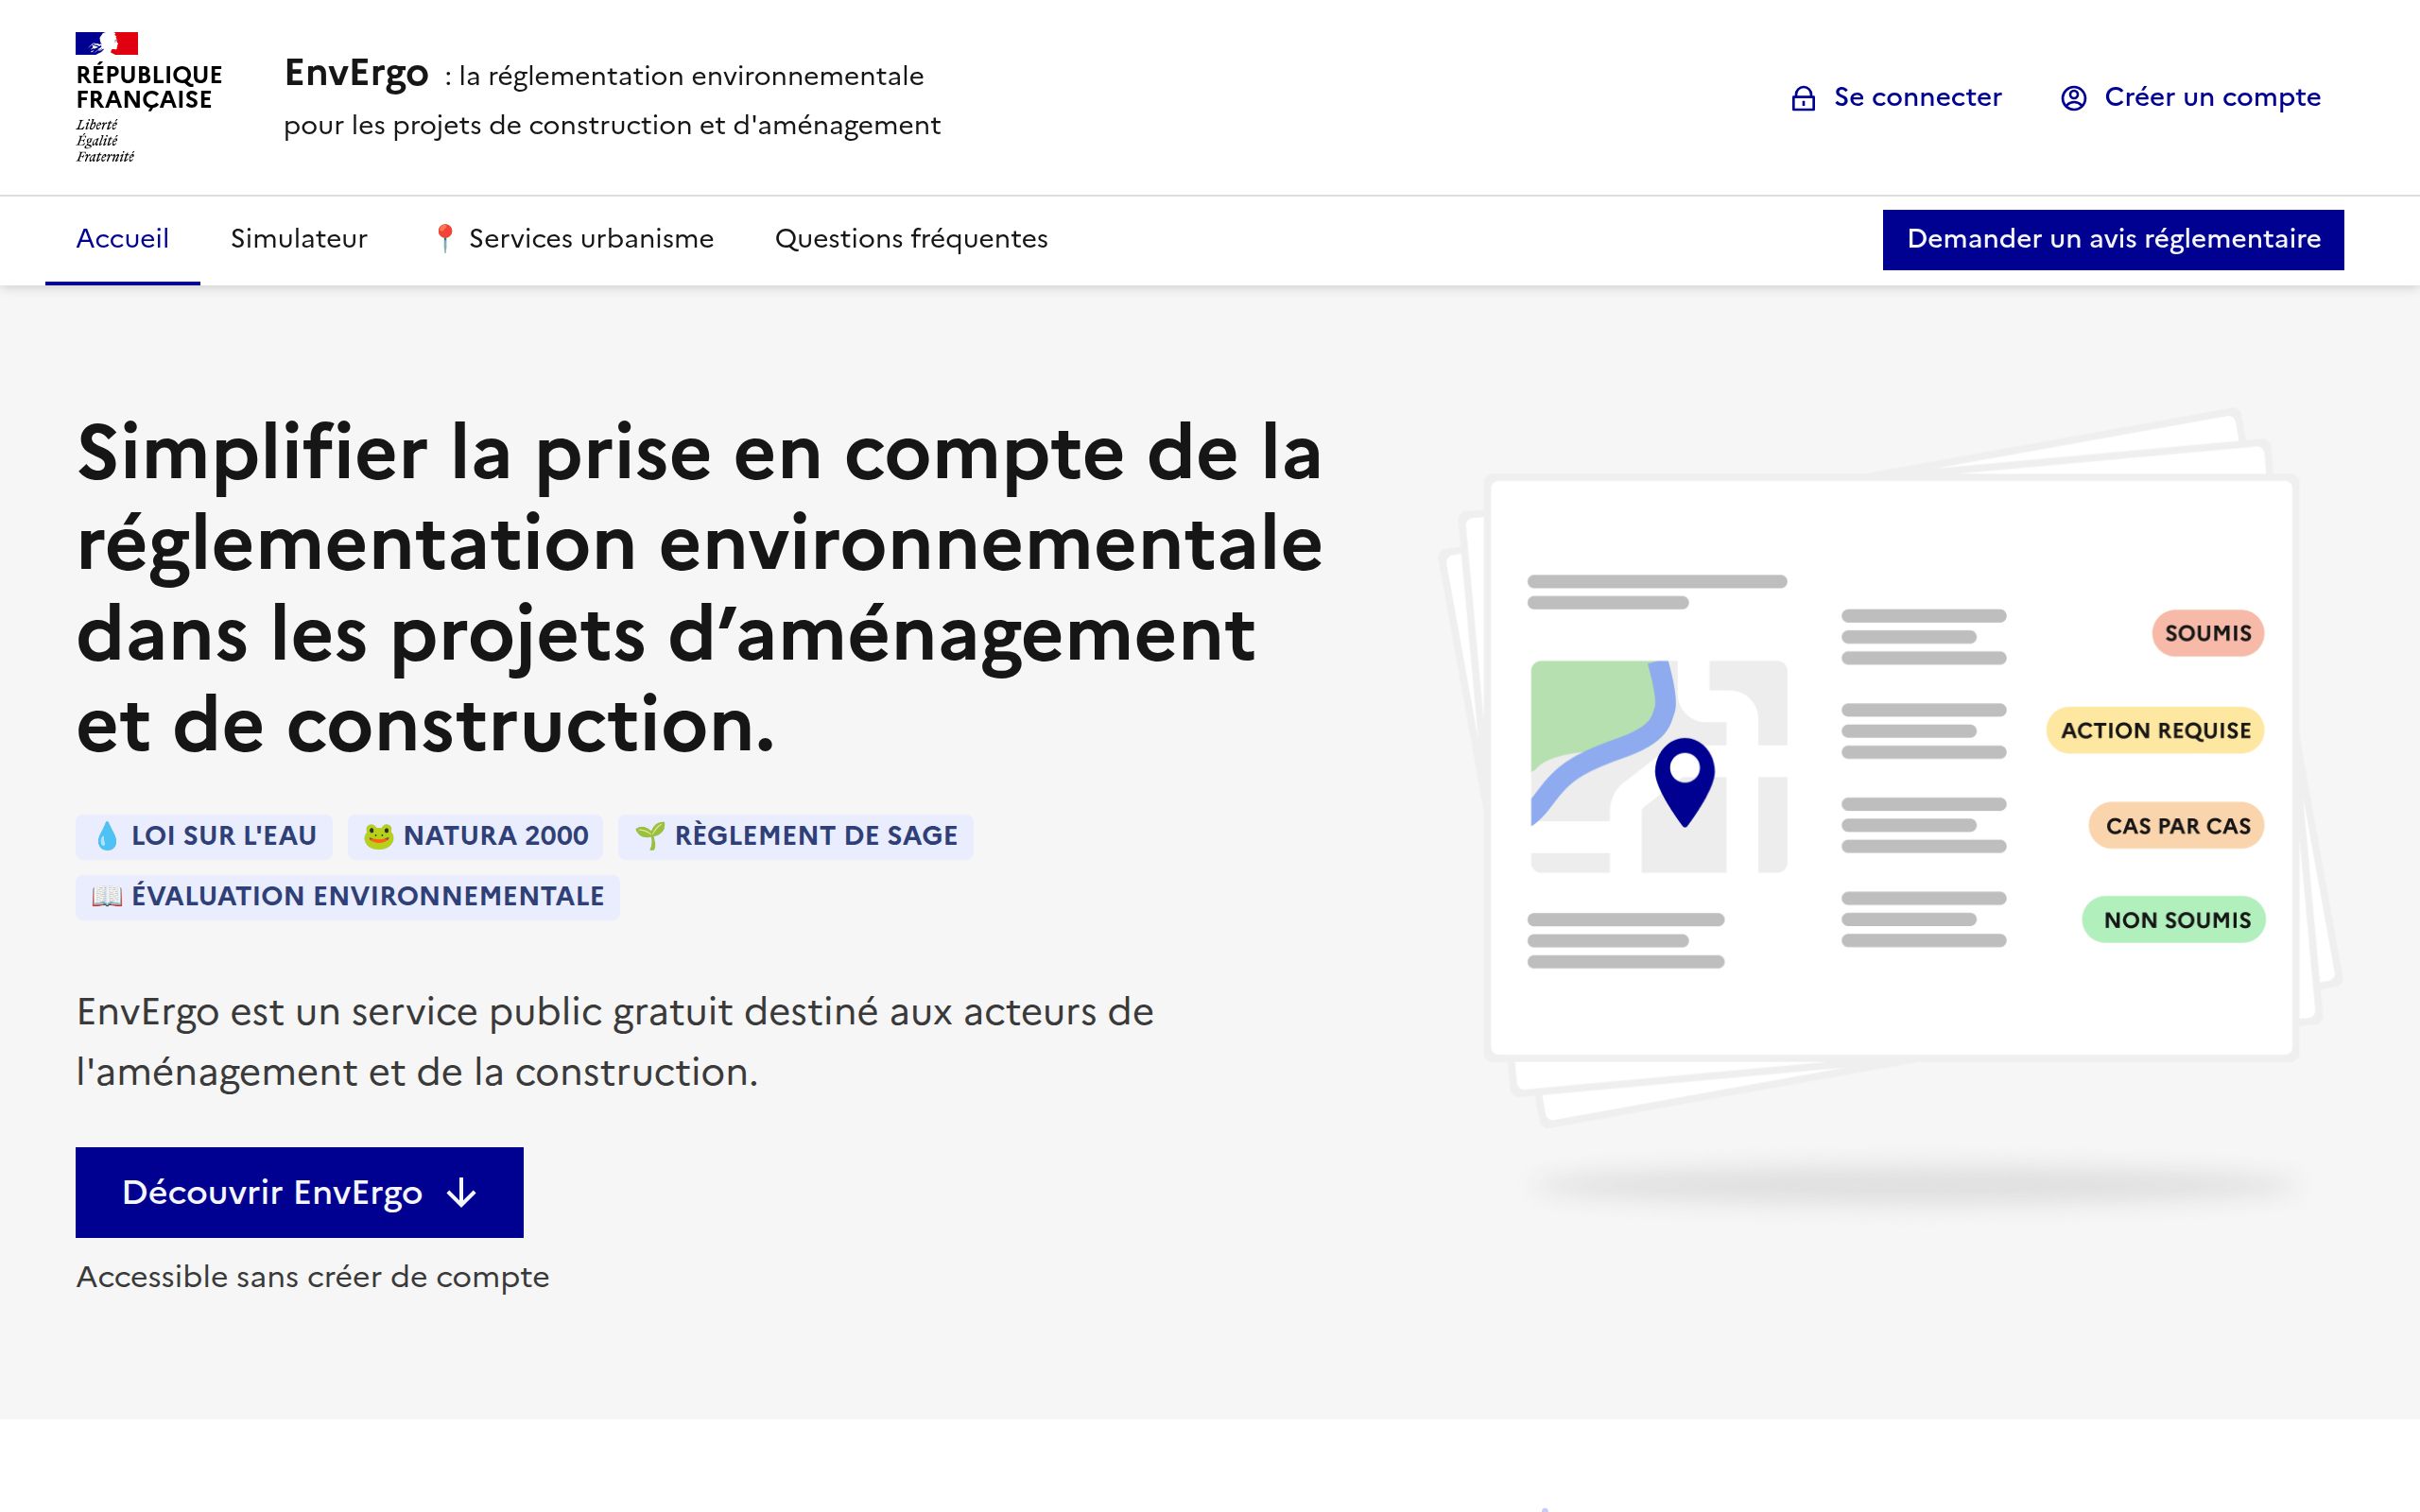 RÉPUBLIQUE
FRANÇAISE
Liberté
Égalité
Fraternité
EnvErgo : la réglementation environnementale
pour les projets de construction et d'aménagement
Se connecter
Créer un compte
Accueil
Simulateur
📍 Services urbanisme
Questions fréquentes
Demander un avis réglementaire
Simplifier la prise en compte de la
réglementation environnementale
dans les projets d’aménagement
et de construction.
💧 LOI SUR L'EAU
🐸 NATURA 2000
🌱 RÈGLEMENT DE SAGE
📖 ÉVALUATION ENVIRONNEMENTALE
EnvErgo est un service public gratuit destiné aux acteurs de
l'aménagement et de la construction.
Découvrir EnvErgo ↓
Accessible sans créer de compte
SOUMIS
ACTION REQUISE
CAS PAR CAS
NON SOUMIS